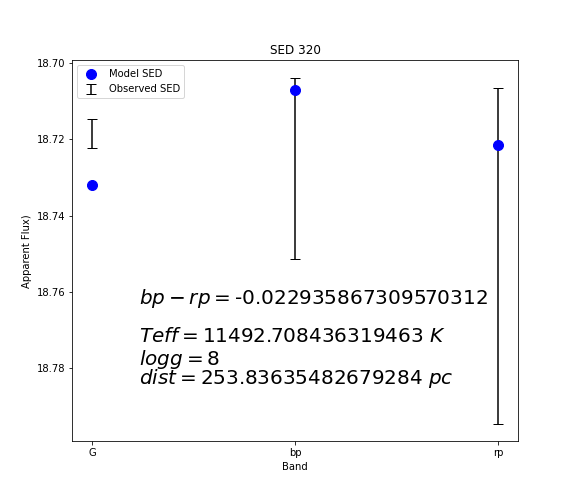 SED 320
Model SED
Observed SED
18.70
18.72
18.74
18.76
18.78
Apparent Flux)
bp − rp = -0.022935867309570312
Teff = 11492.708436319463 K
logg = 8
dist = 253.83635482679284 pc
G
bp
rp
Band